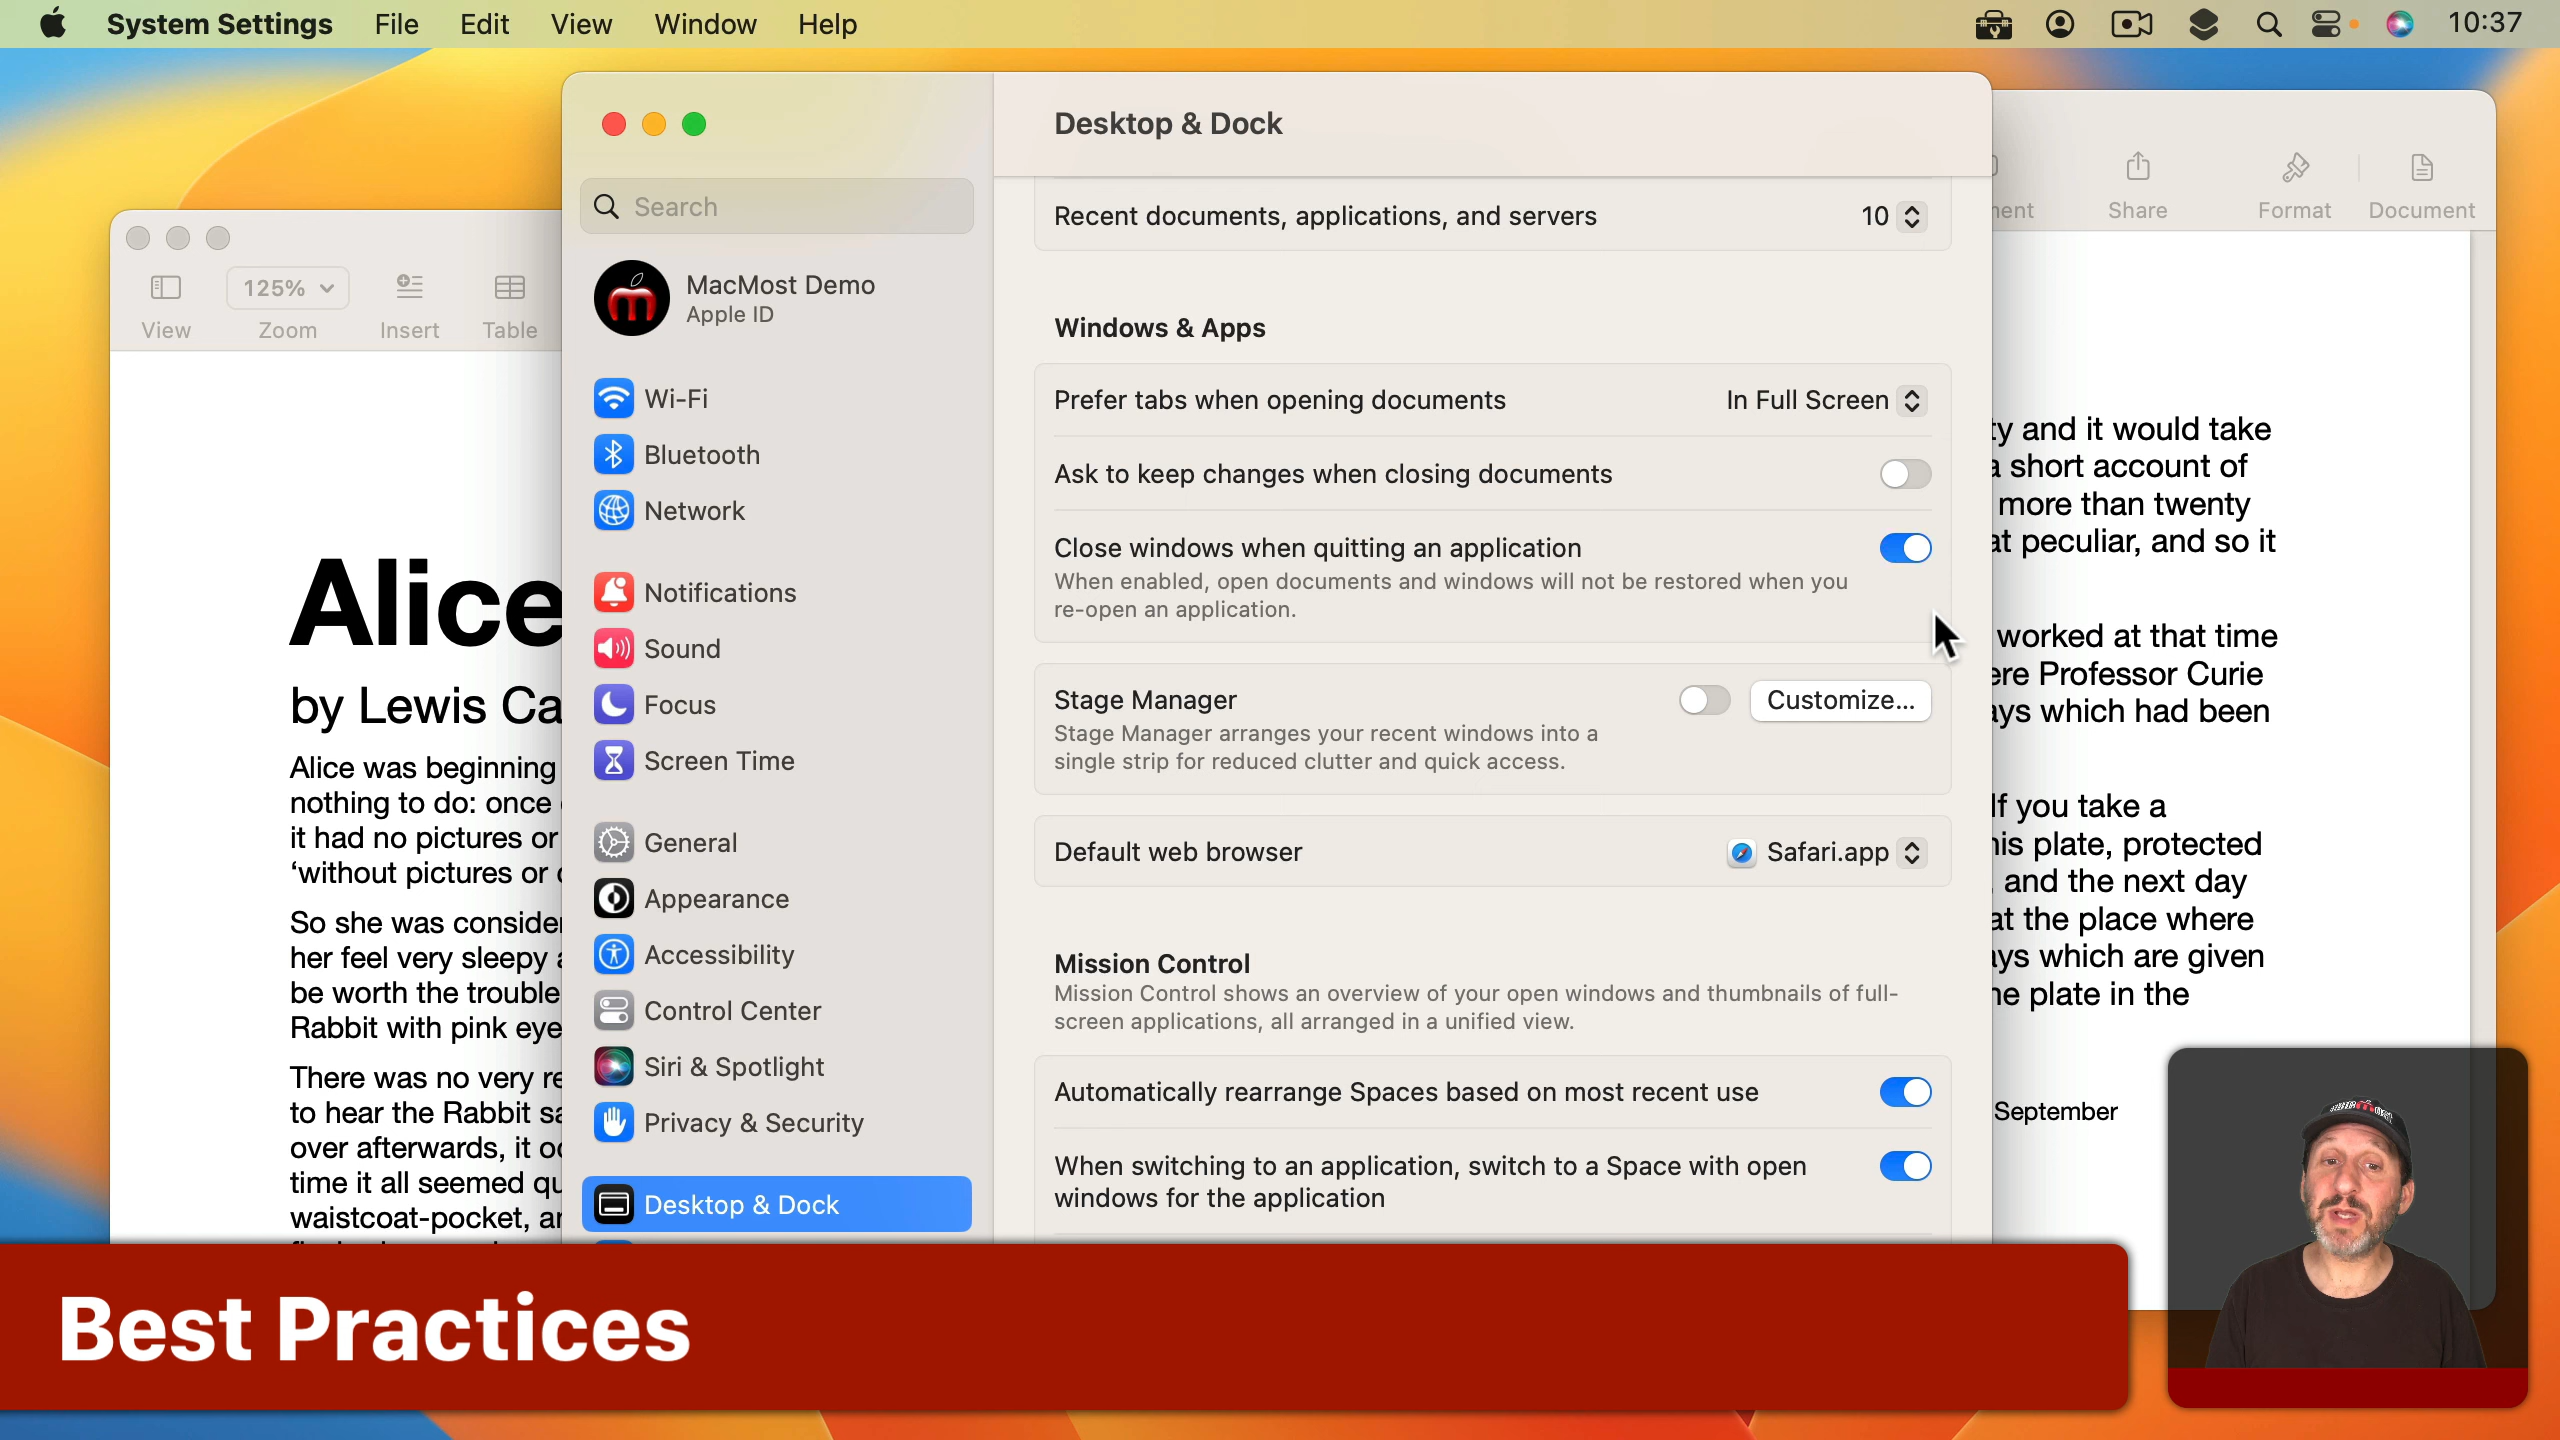 System Settings File Edit View Window Help 10:37
Desktop & Dock
Search
MacMost Demo
Apple ID
Wi-Fi
Bluetooth
Network
Notifications
Sound
Focus
Screen Time
General
Appearance
Accessibility
Control Center
Siri & Spotlight
Privacy & Security
Desktop & Dock
Recent documents, applications, and servers 10
Windows & Apps
Prefer tabs when opening documents In Full Screen
Ask to keep changes when closing documents
Close windows when quitting an application
When enabled, open documents and windows will not be restored when you
re-open an application.
Stage Manager Customize...
Stage Manager arranges your recent windows into a
single strip for reduced clutter and quick access.
Default web browser Safari.app
Mission Control
Mission Control shows an overview of your open windows and thumbnails of full-
screen applications, all arranged in a unified view.
Automatically rearrange Spaces based on most recent use
When switching to an application, switch to a Space with open
windows for the application
125%
View Zoom Insert Table
Alice
by Lewis Ca
Alice was beginning
nothing to do: once
it had no pictures or
‘without pictures or
So she was consider
her feel very sleepy
be worth the trouble
Rabbit with pink eye
There was no very re
to hear the Rabbit sa
over afterwards, it oc
time it all seemed qu
waistcoat-pocket, an
Share Format Document
ty and it would take
a short account of
more than twenty
at peculiar, and so it
worked at that time
ere Professor Curie
ays which had been
If you take a
his plate, protected
and the next day
at the place where
ays which are given
he plate in the
September
Best Practices